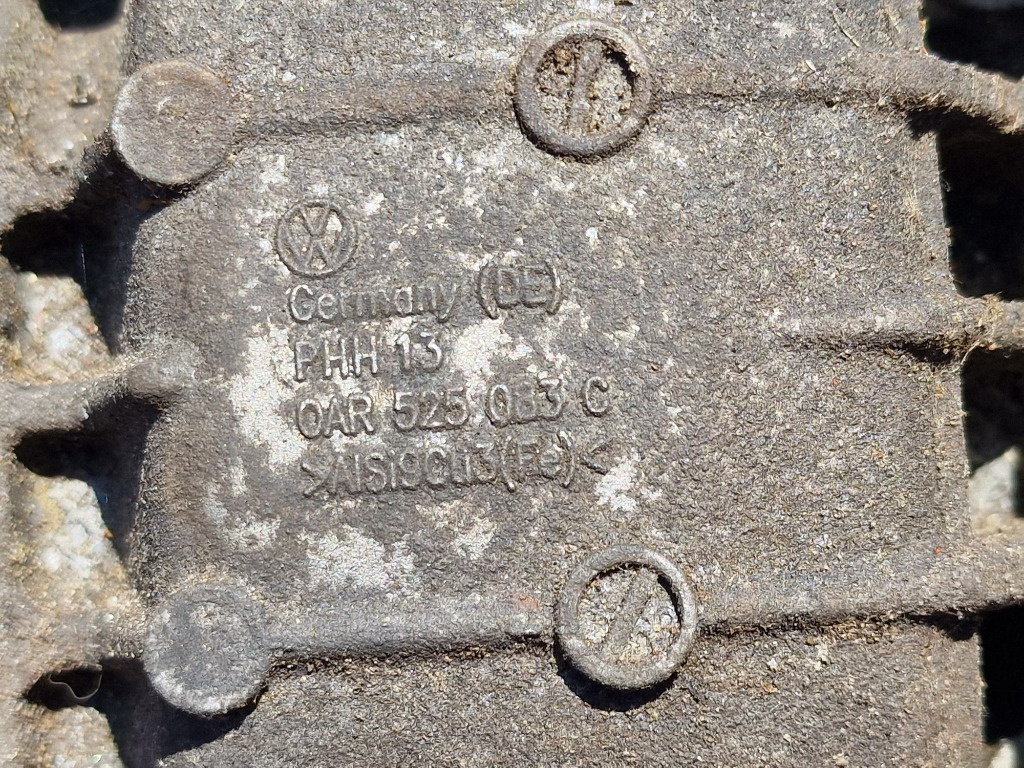 Germany (DE)
PHH 13
0AR 525 083 C
>AlSi9Cu3(Fe)<